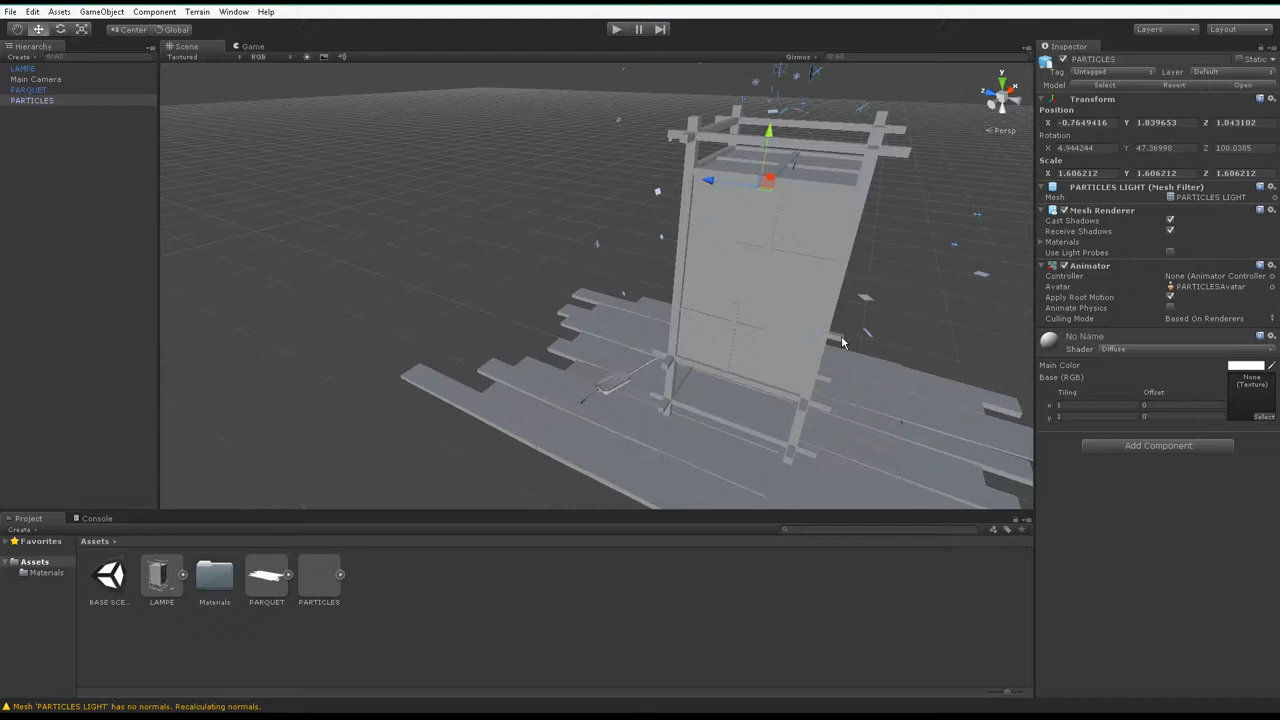 File Edit Assets GameObject Component Terrain Window Help
Center Global Layers Layout
Hierarchy Scene Game Inspector
Create All Textured RGB Gizmos All
PARTICLES Static
Tag Untagged Layer Default
Model Select Revert Open
LAMPE
Main Camera
PARQUET
PARTICLES
y
x
z
Persp
Transform
Position
X -0.7649416 Y 1.839653 Z 1.043102
Rotation
X 4.944244 Y 47.36998 Z 100.0385
Scale
X 1.606212 Y 1.606212 Z 1.606212
PARTICLES LIGHT (Mesh Filter)
Mesh PARTICLES LIGHT
Mesh Renderer
Cast Shadows
Receive Shadows
Materials
Use Light Probes
Animator
Controller None (Animator Controller
Avatar PARTICLESAvatar
Apply Root Motion
Animate Physics
Culling Mode Based On Renderers
No Name
Shader Diffuse
Main Color
Base (RGB) None (Texture)
Tiling Offset
x 1 0
y 1 0
Select
Add Component
Project Console
Create
Favorites
Assets
Materials
Assets
BASE SCE... LAMPE Materials PARQUET PARTICLES
Mesh 'PARTICLES LIGHT' has no normals. Recalculating normals.